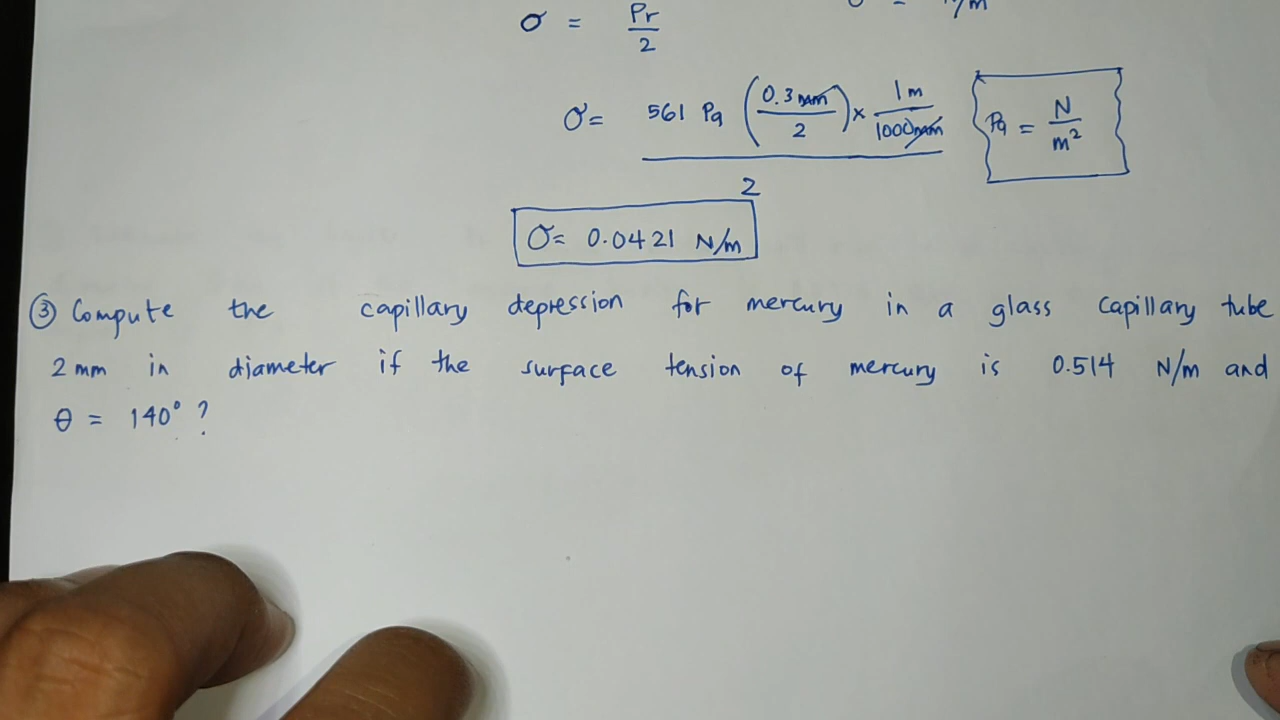 σ = Pr/2
σ = 561 Pa (0.3 mm/2) × 1m/1000mm / 2
Pa = N/m²
σ = 0.0421 N/m
③ Compute the capillary depression for mercury in a glass capillary tube
2 mm in diameter if the surface tension of mercury is 0.514 N/m and
θ = 140° ?